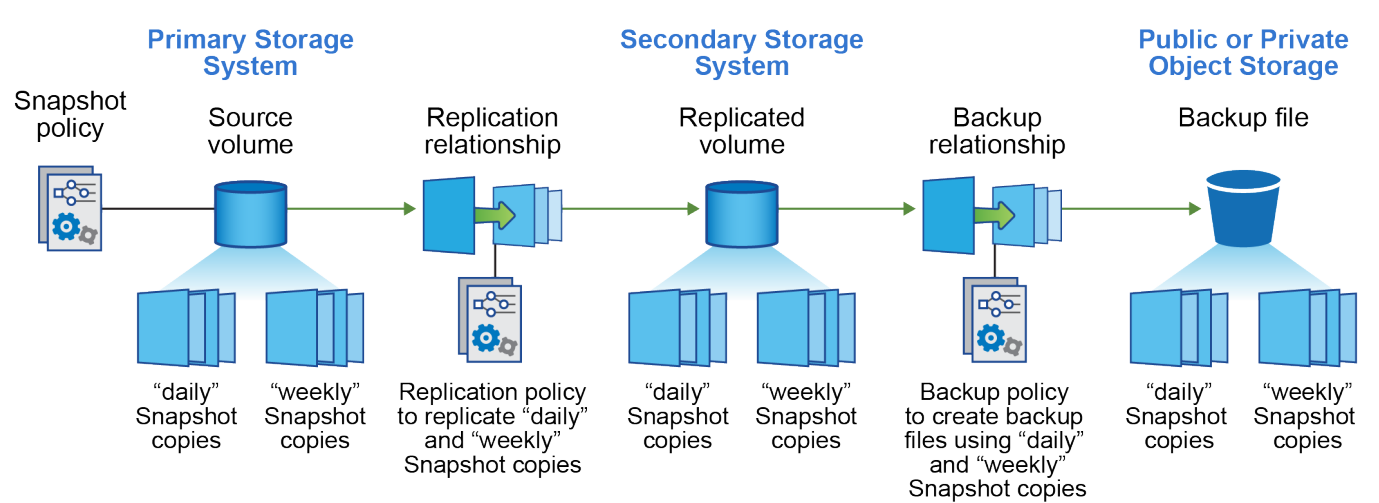 Primary Storage
System
Secondary Storage
System
Public or Private
Object Storage
Snapshot
policy
Source
volume
Replication
relationship
Replicated
volume
Backup
relationship
Backup file
“daily”
Snapshot
copies
“weekly”
Snapshot
copies
Replication policy
to replicate “daily”
and “weekly”
Snapshot copies
“daily”
Snapshot
copies
“weekly”
Snapshot
copies
Backup policy
to create backup
files using “daily”
and “weekly”
Snapshot copies
“daily”
Snapshot
copies
“weekly”
Snapshot
copies